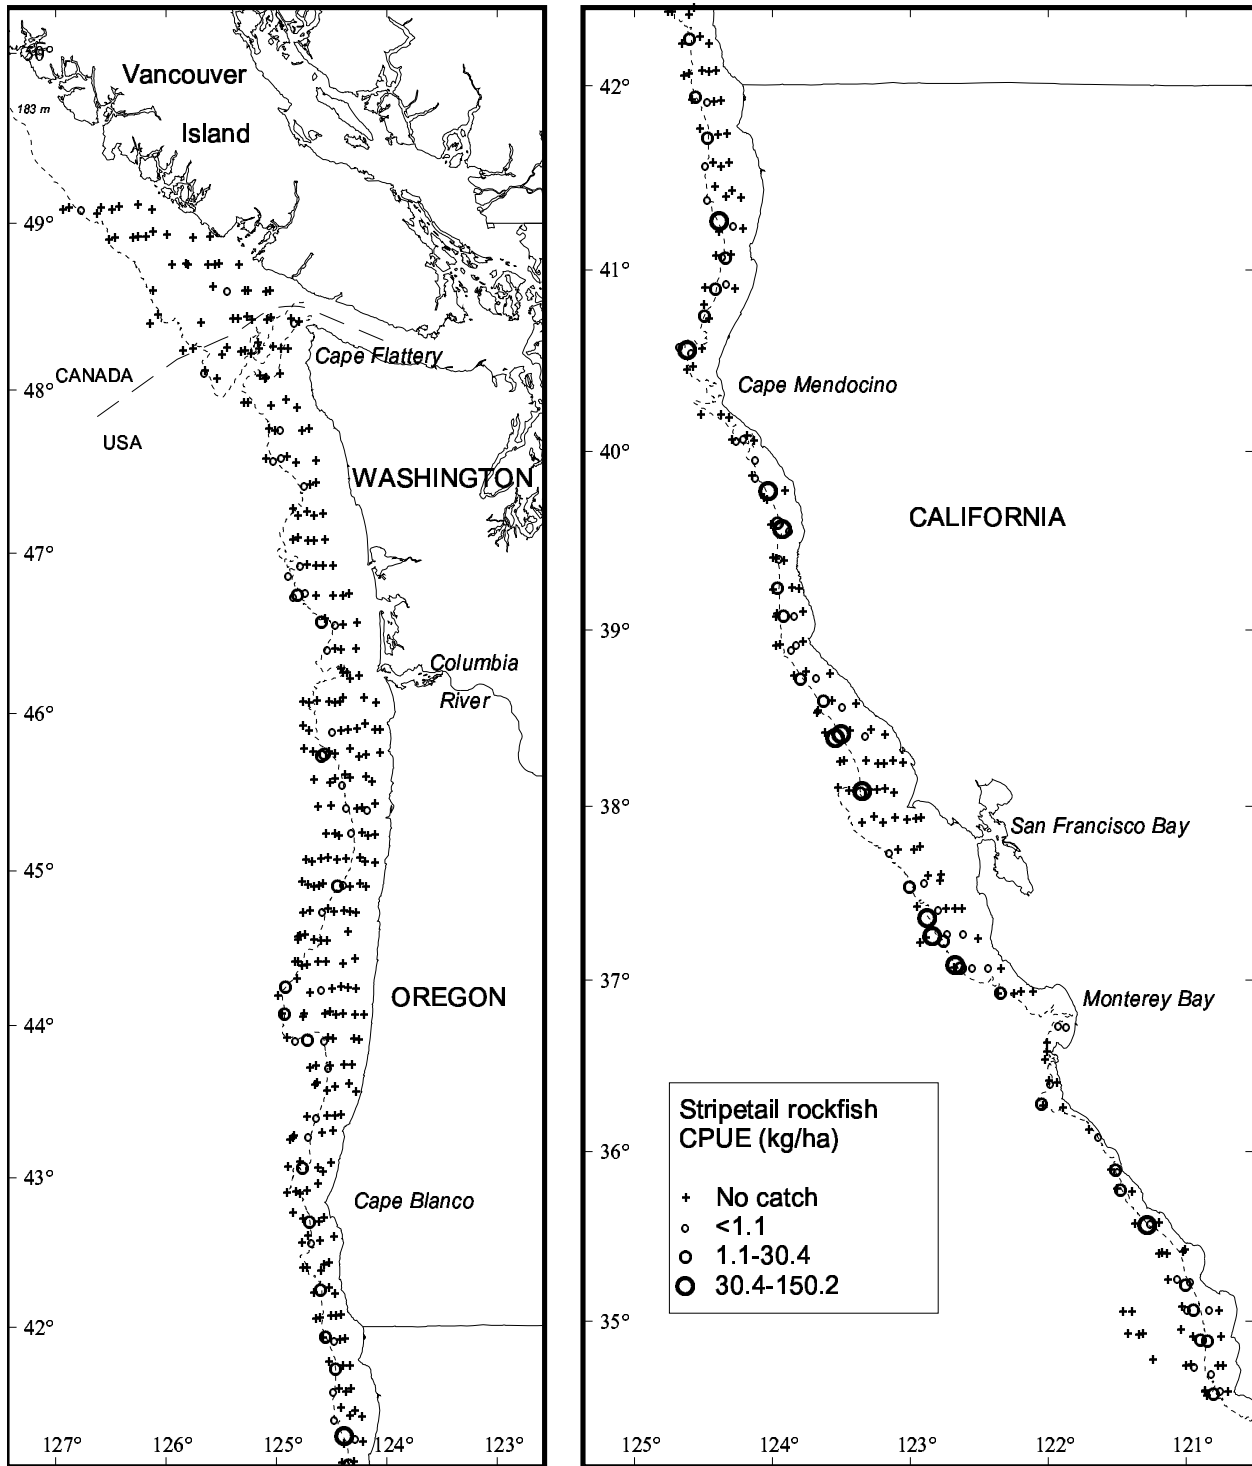 50°
Vancouver
Island
183 m
49°
Cape Flattery
CANADA
48°
USA
WASHINGTON
47°
Columbia
River
46°
45°
OREGON
44°
43°
Cape Blanco
42°
127°
126°
125°
124°
123°
42°
41°
Cape Mendocino
40°
CALIFORNIA
39°
38°
San Francisco Bay
37°
Monterey Bay
36°
35°
Stripetail rockfish
CPUE (kg/ha)
No catch
<1.1
1.1-30.4
30.4-150.2
125°
124°
123°
122°
121°